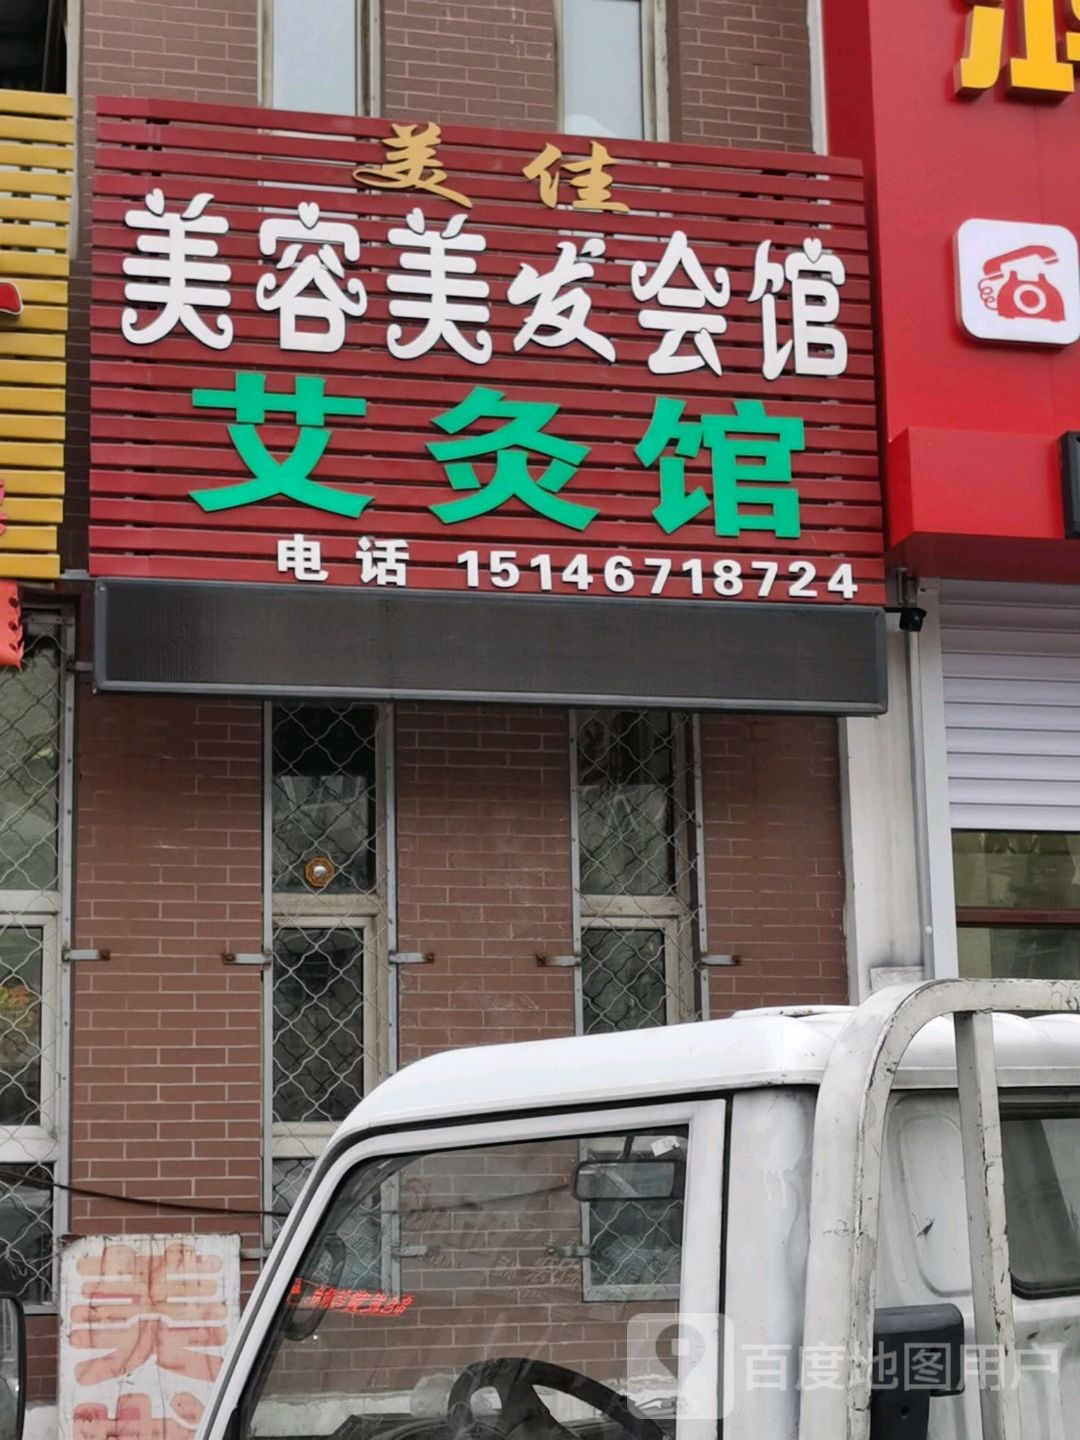 美佳
美容美发会馆
艾灸馆
电话 15146718724
美
百度地图用户